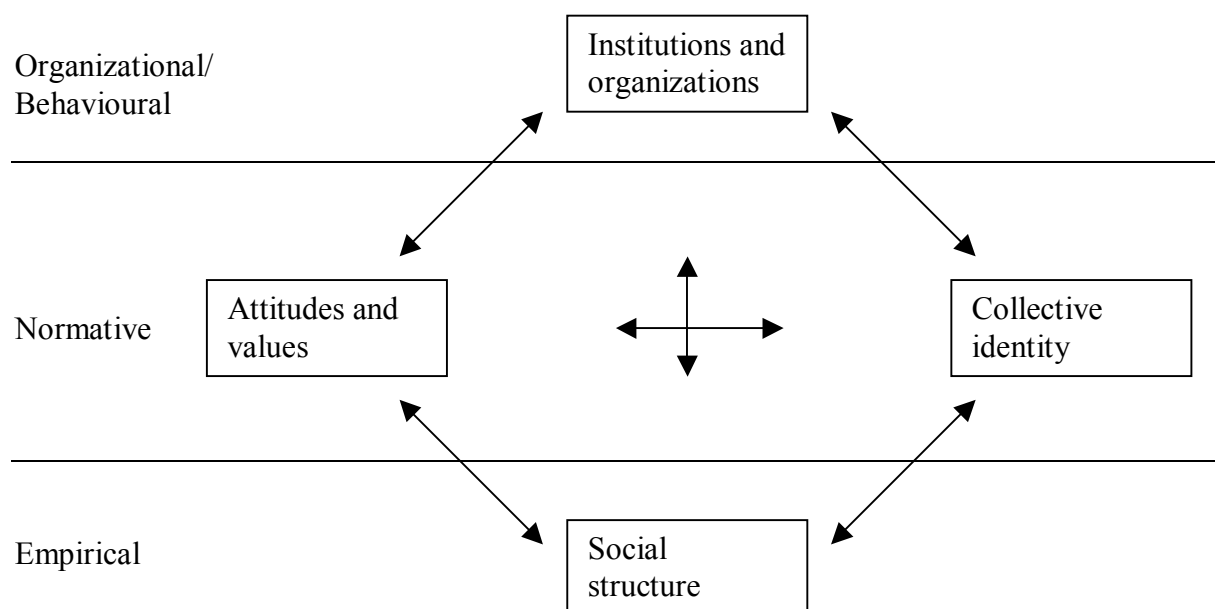 Organizational/
Behavioural
Institutions and
organizations
Normative
Attitudes and
values
Collective
identity
Empirical
Social
structure